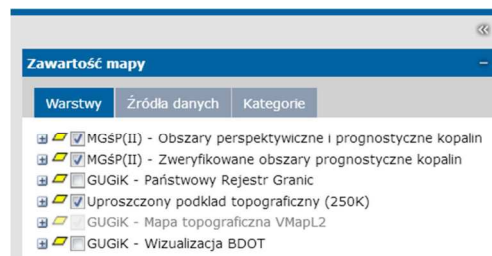 Zawartość mapy
Warstwy Źródła danych Kategorie
MGśP(II) - Obszary perspektywiczne i prognostyczne kopalin
MGśP(II) - Zweryfikowane obszary prognostyczne kopalin
GUGiK - Państwowy Rejestr Granic
Uproszczony podkład topograficzny (250K)
GUGiK - Mapa topograficzna VMapL2
GUGiK - Wizualizacja BDOT